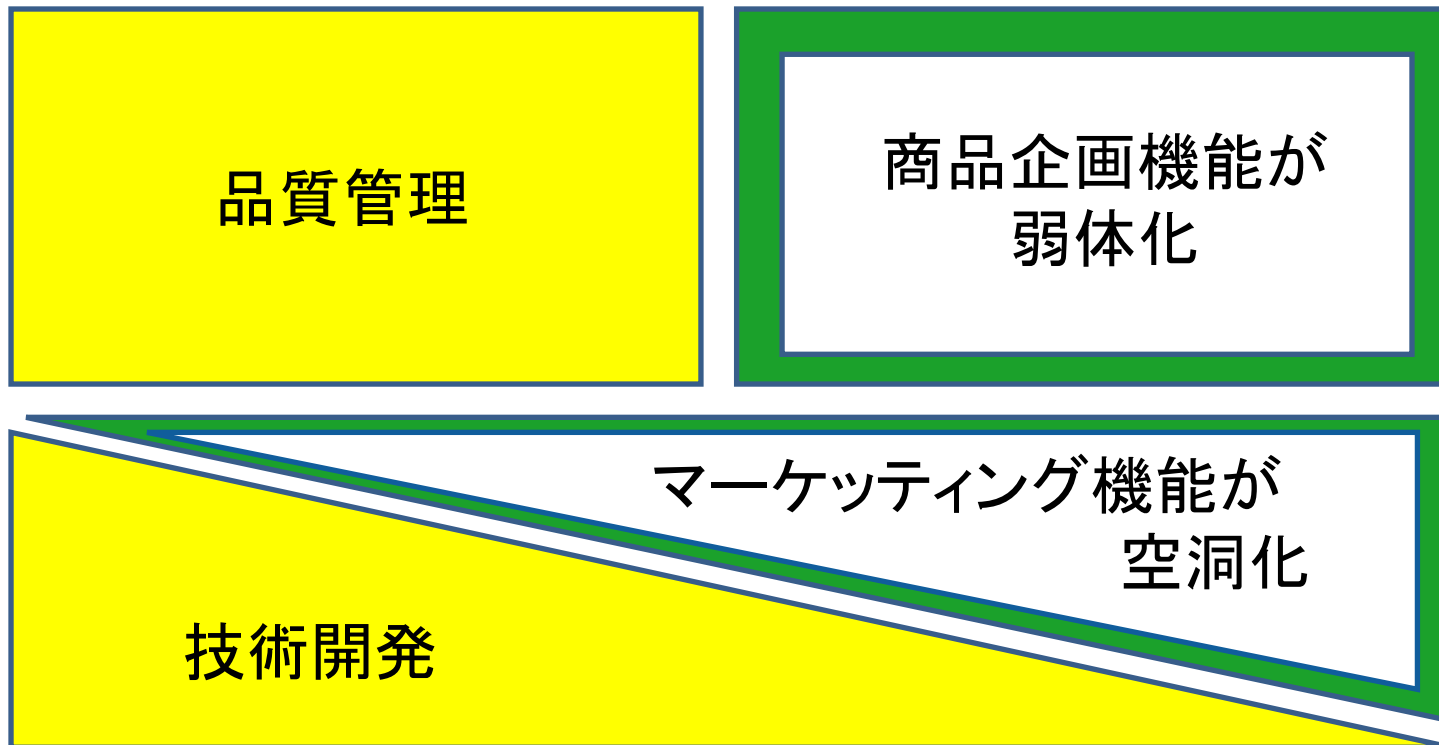 品質管理
商品企画機能が
弱体化
マーケッティング機能が
空洞化
技術開発